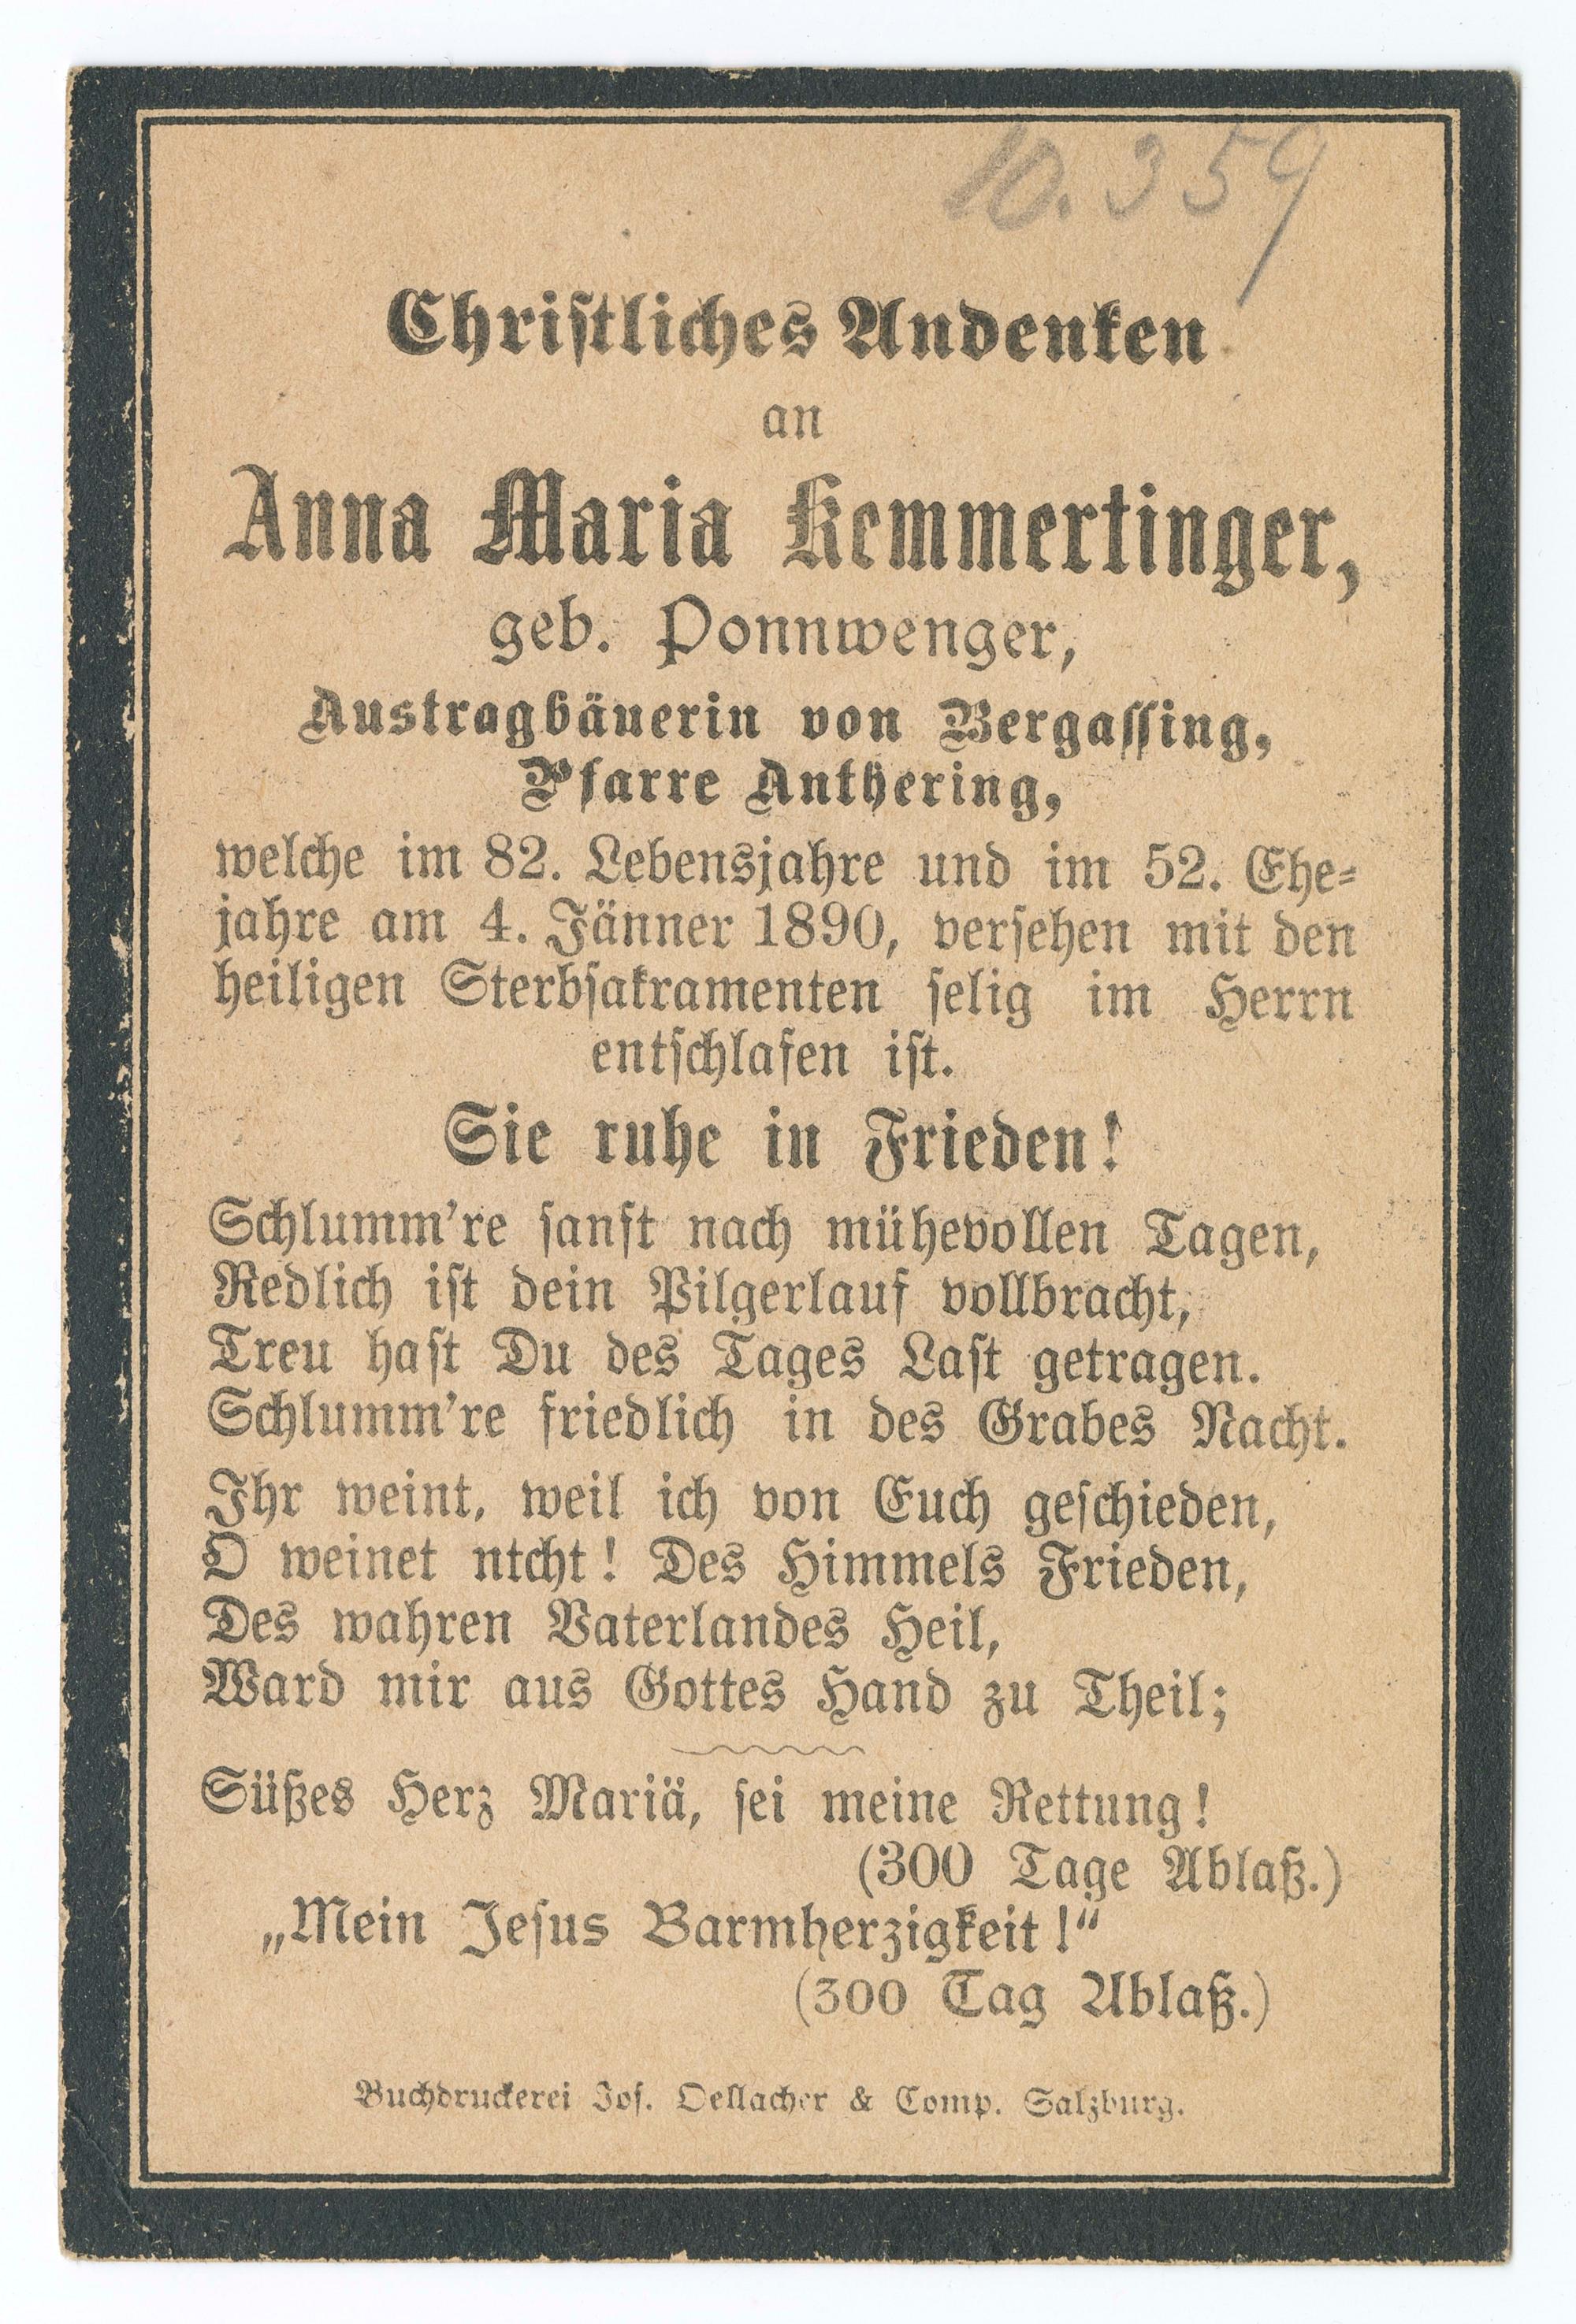 10.359
Christliches Andenken
an
Anna Maria Kemmertinger,
geb. Ponnwenger,
Austragbäuerin von Bergassing,
Pfarre Anthering,
welche im 82. Lebensjahre und im 52. Ehe-
jahre am 4. Jänner 1890, versehen mit den
heiligen Sterbsakramenten selig im Herrn
entschlafen ist.
Sie ruhe in Frieden!
Schlumm're sanft nach mühevollen Tagen,
Redlich ist dein Pilgerlauf vollbracht,
Treu hast Du des Tages Last getragen.
Schlumm're friedlich in des Grabes Nacht.
Ihr weint, weil ich von Euch geschieden,
O weinet ntcht! Des Himmels Frieden,
Des wahren Vaterlandes Heil,
Ward mir aus Gottes Hand zu Theil;
Süßes Herz Mariä, sei meine Rettung!
(300 Tage Ablaß.)
„Mein Jesus Barmherzigkeit!“
(300 Tag Ablaß.)
Buchdruckerei Jos. Oellacher & Comp. Salzburg.